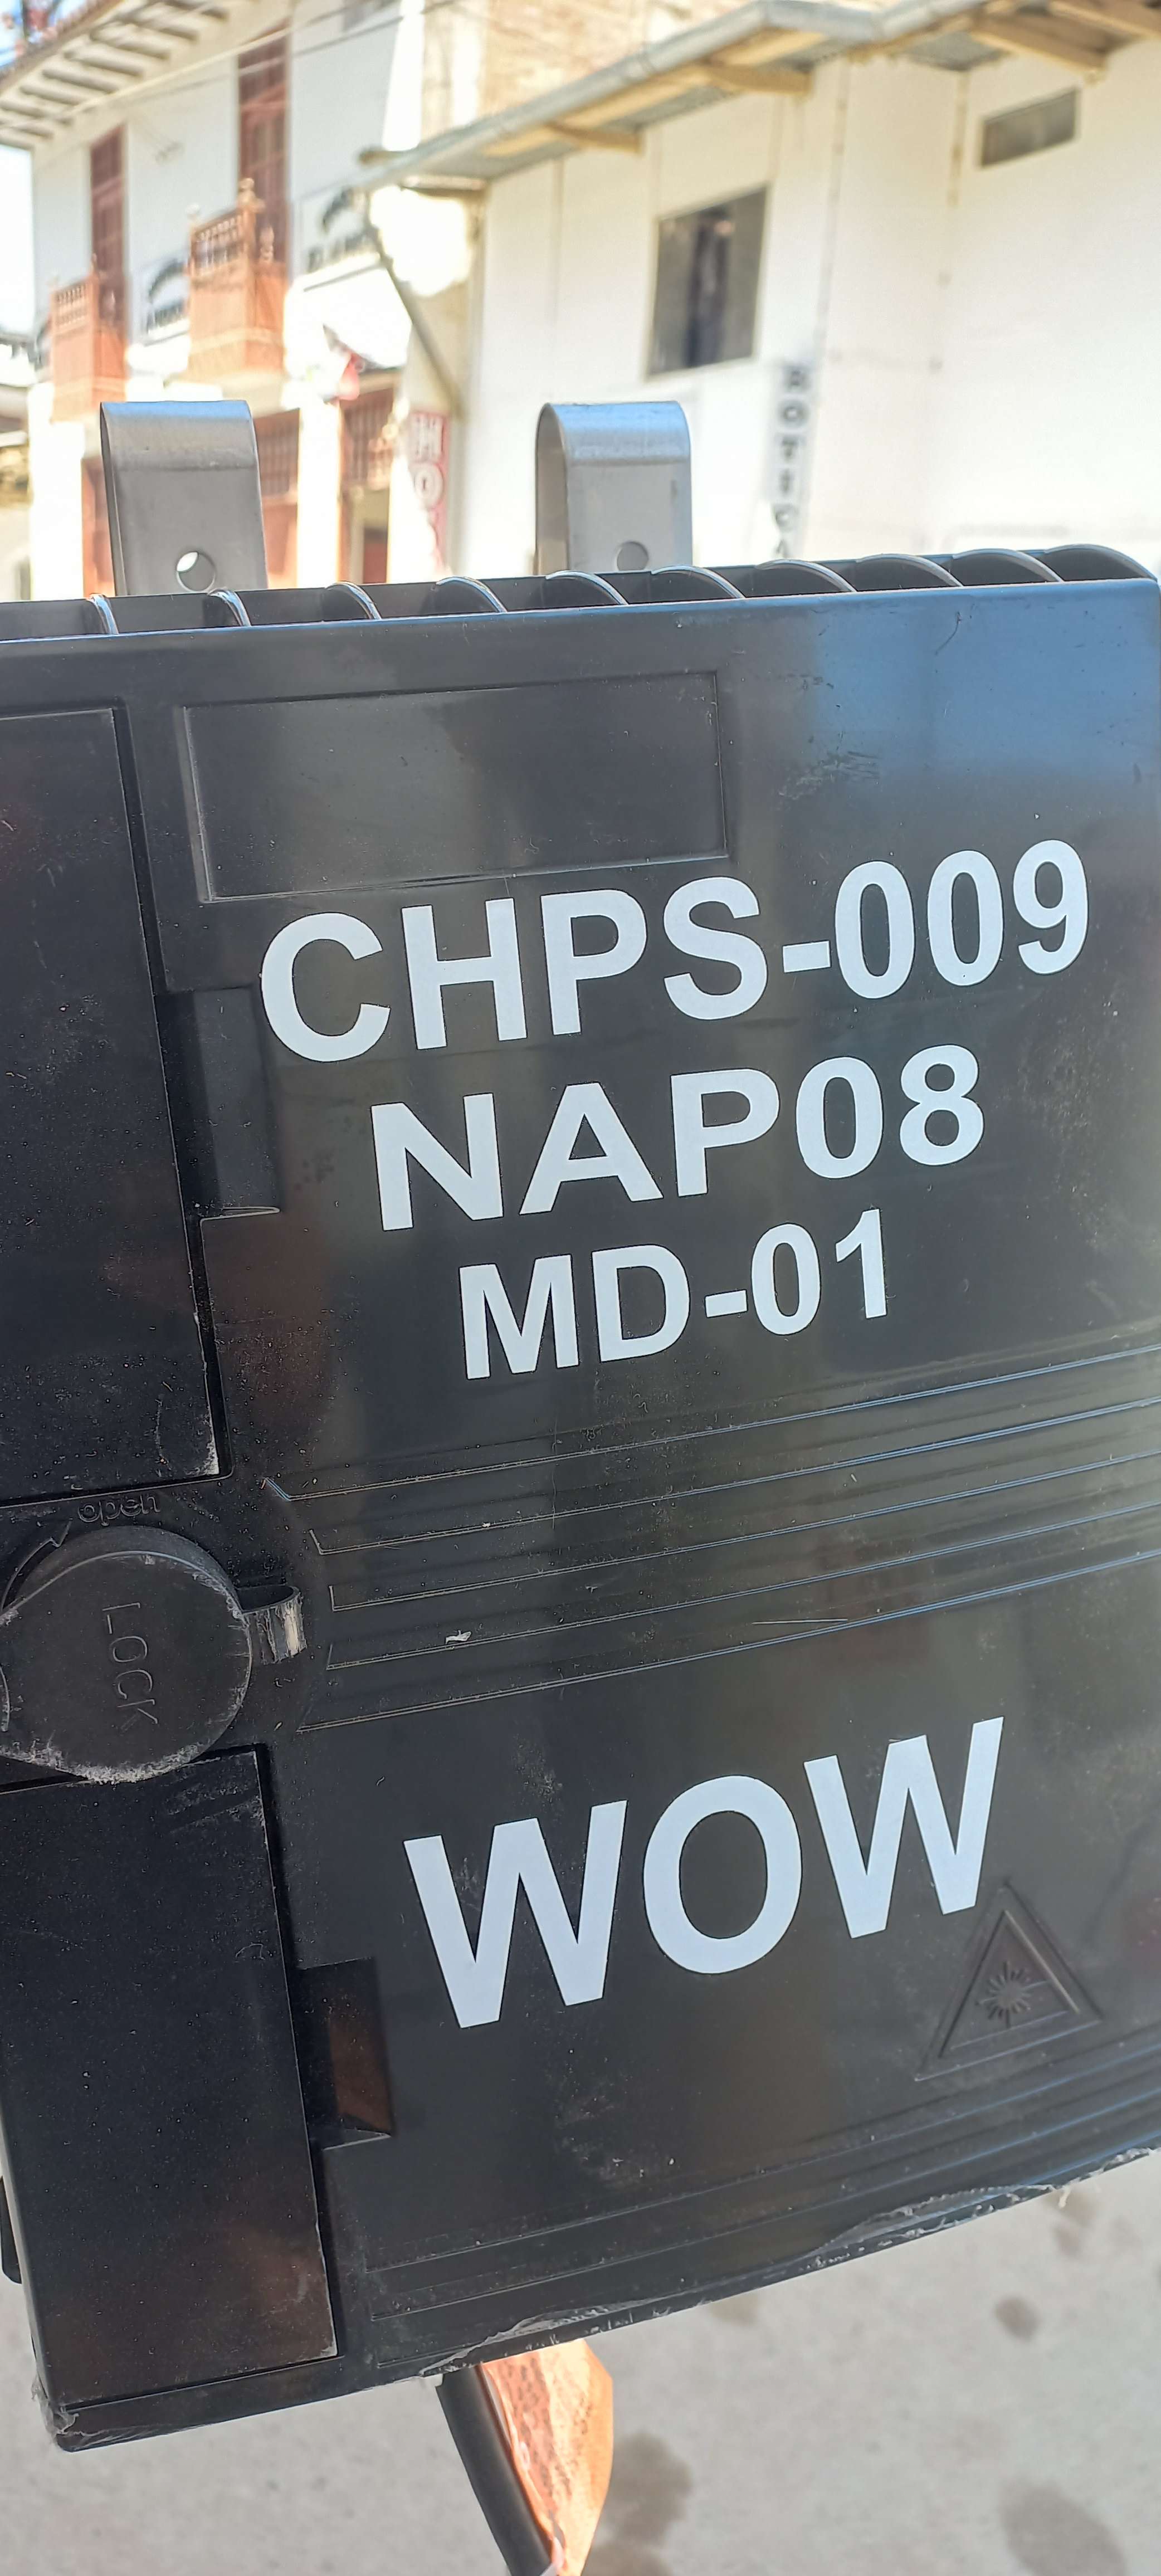 BOTICA
CHPS-009
NAP08
MD-01
open
LOCK
WOW